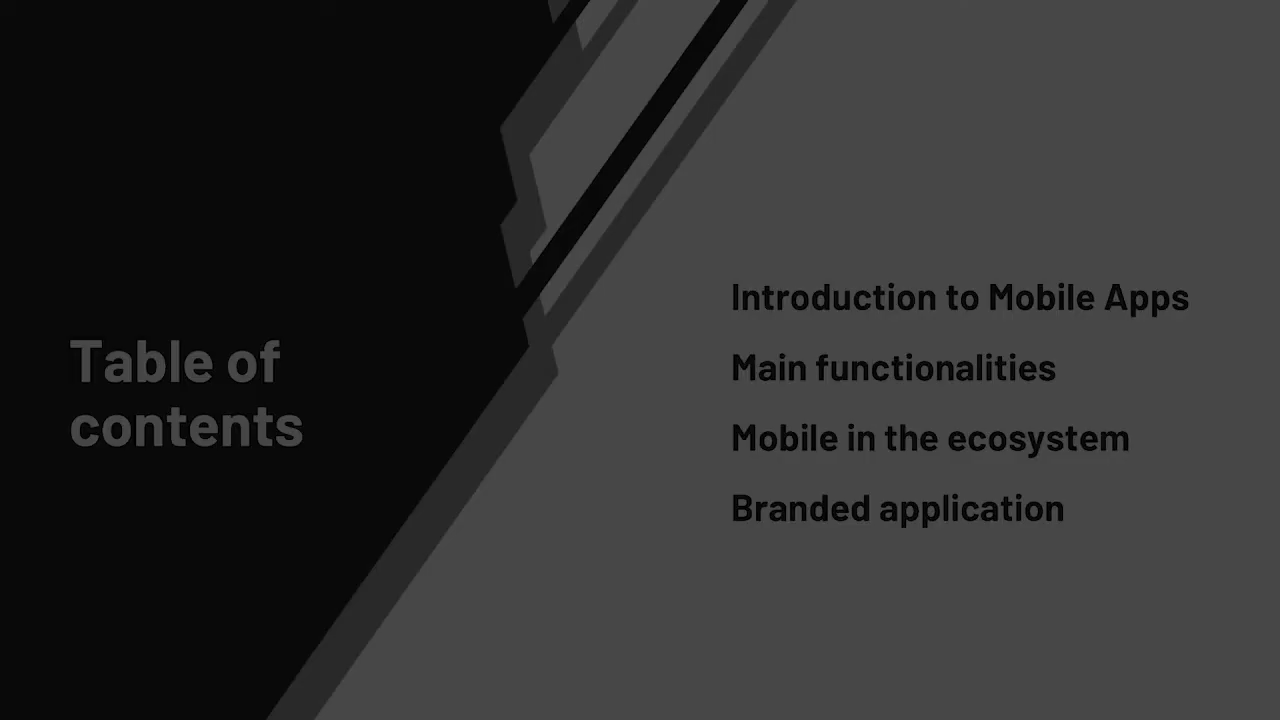 Table of
contents
Introduction to Mobile Apps
Main functionalities
Mobile in the ecosystem
Branded application